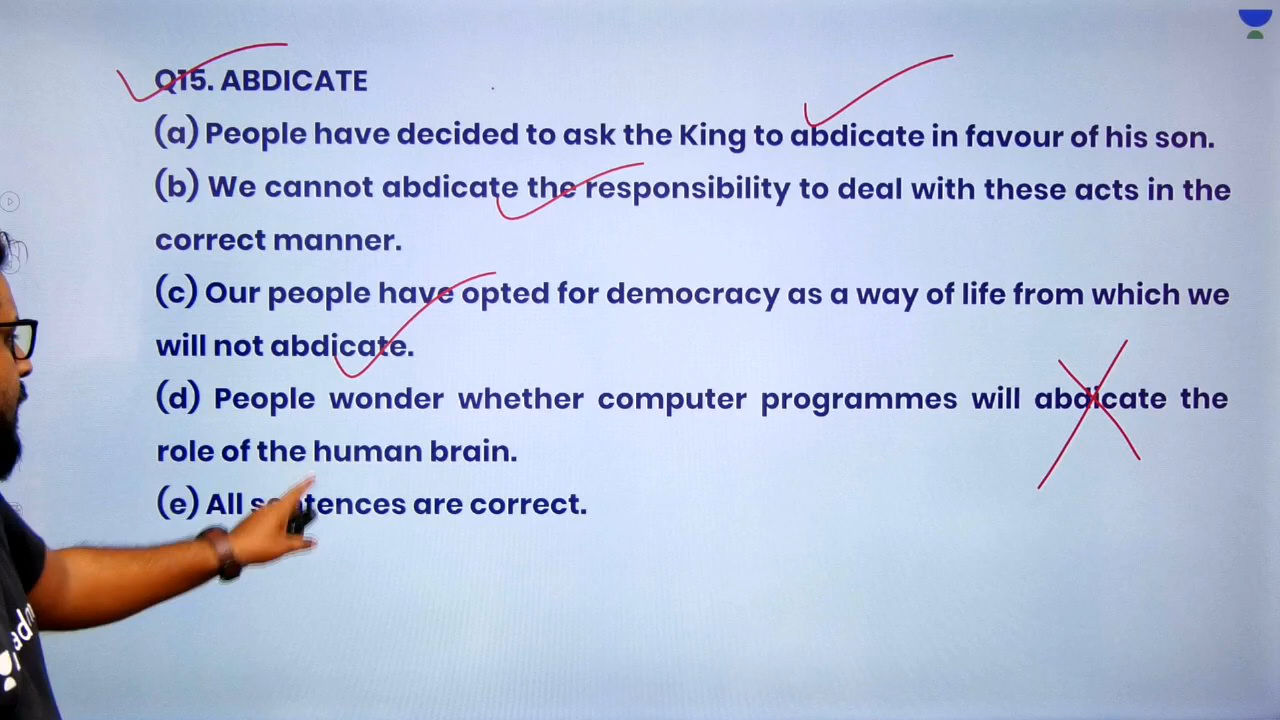 Q15. ABDICATE
(a) People have decided to ask the King to abdicate in favour of his son.
(b) We cannot abdicate the responsibility to deal with these acts in the
correct manner.
(c) Our people have opted for democracy as a way of life from which we
will not abdicate.
(d) People wonder whether computer programmes will abdicate the
role of the human brain.
(e) All sentences are correct.